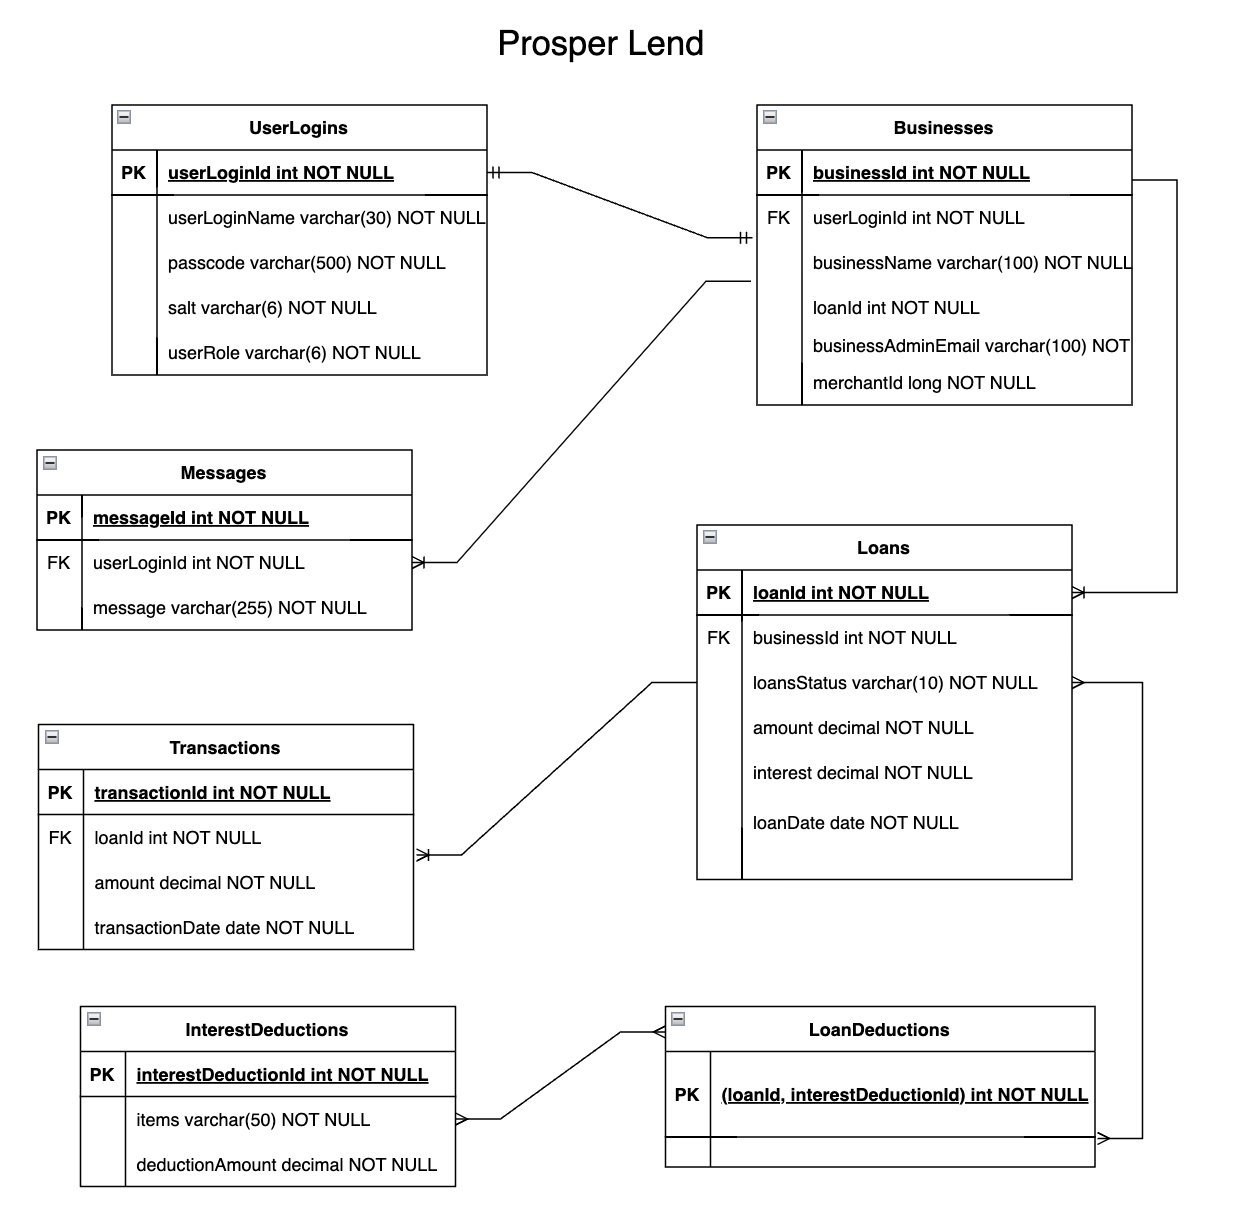 Prosper Lend
UserLogins
PK userLoginId int NOT NULL
userLoginName varchar(30) NOT NULL
passcode varchar(500) NOT NULL
salt varchar(6) NOT NULL
userRole varchar(6) NOT NULL
Businesses
PK businessId int NOT NULL
FK userLoginId int NOT NULL
businessName varchar(100) NOT NULL
loanId int NOT NULL
businessAdminEmail varchar(100) NOT
merchantId long NOT NULL
Messages
PK messageId int NOT NULL
FK userLoginId int NOT NULL
message varchar(255) NOT NULL
Loans
PK loanId int NOT NULL
FK businessId int NOT NULL
loansStatus varchar(10) NOT NULL
amount decimal NOT NULL
interest decimal NOT NULL
loanDate date NOT NULL
Transactions
PK transactionId int NOT NULL
FK loanId int NOT NULL
amount decimal NOT NULL
transactionDate date NOT NULL
InterestDeductions
PK interestDeductionId int NOT NULL
items varchar(50) NOT NULL
deductionAmount decimal NOT NULL
LoanDeductions
PK (loanId, interestDeductionId) int NOT NULL